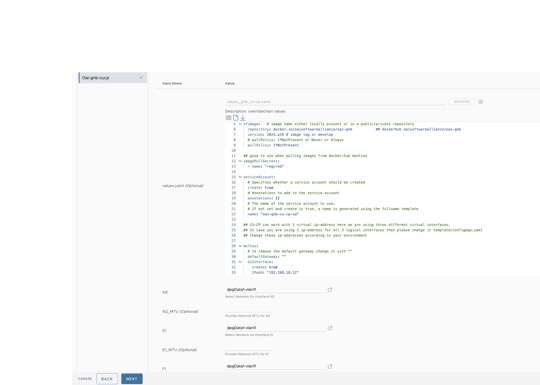 Oai-gnb-cucp
Input Name
Value
values_gnb_cu-cp.yaml
BROWSE
Description: override chart values
values.yaml (Optional)
5 nfimage: # image name either locally present or in a public/private repository
6 repository: docker.io/oaisoftwarealliance/oai-gnb ## dockerhub oaisoftwarealliance/oai-gnb
7 version: 2023.w19 # image tag or develop
8 # pullPolicy: IfNotPresent or Never or Always
9 pullPolicy: IfNotPresent
10
11 ## good to use when pulling images from docker-hub mention
12 imagePullSecrets:
13 - name: "regcred"
14
15 serviceAccount:
16 # Specifies whether a service account should be created
17 create: true
18 # Annotations to add to the service account
19 annotations: {}
20 # The name of the service account to use.
21 # If not set and create is true, a name is generated using the fullname template
22 name: "oai-gnb-cu-cp-sa"
23
24 ## CU-CP can work with 1 virtual ip-address here we are using three different virtual interfaces.
25 ## In case you are using 1 ip-address for all 3 logical interfaces then please change it template/configmap.yaml
26 ## Change these ip-addresses according to your environment
27
28 multus:
29 # to remove the default gateway change it with ""
30 defaultGateway: ""
31 e1Interface:
32 create: true
33 IPadd: "192.168.18.12"
N2
dpgData1-vlan11
Select Network for Interface N2
N2_MTU (Optional)
Provide Network MTU for N2
E1
dpgData1-vlan11
Select Network for Interface E1
E1_MTU (Optional)
Provide Network MTU for E1
F1
dpgData1-vlan11
CANCEL
BACK
NEXT